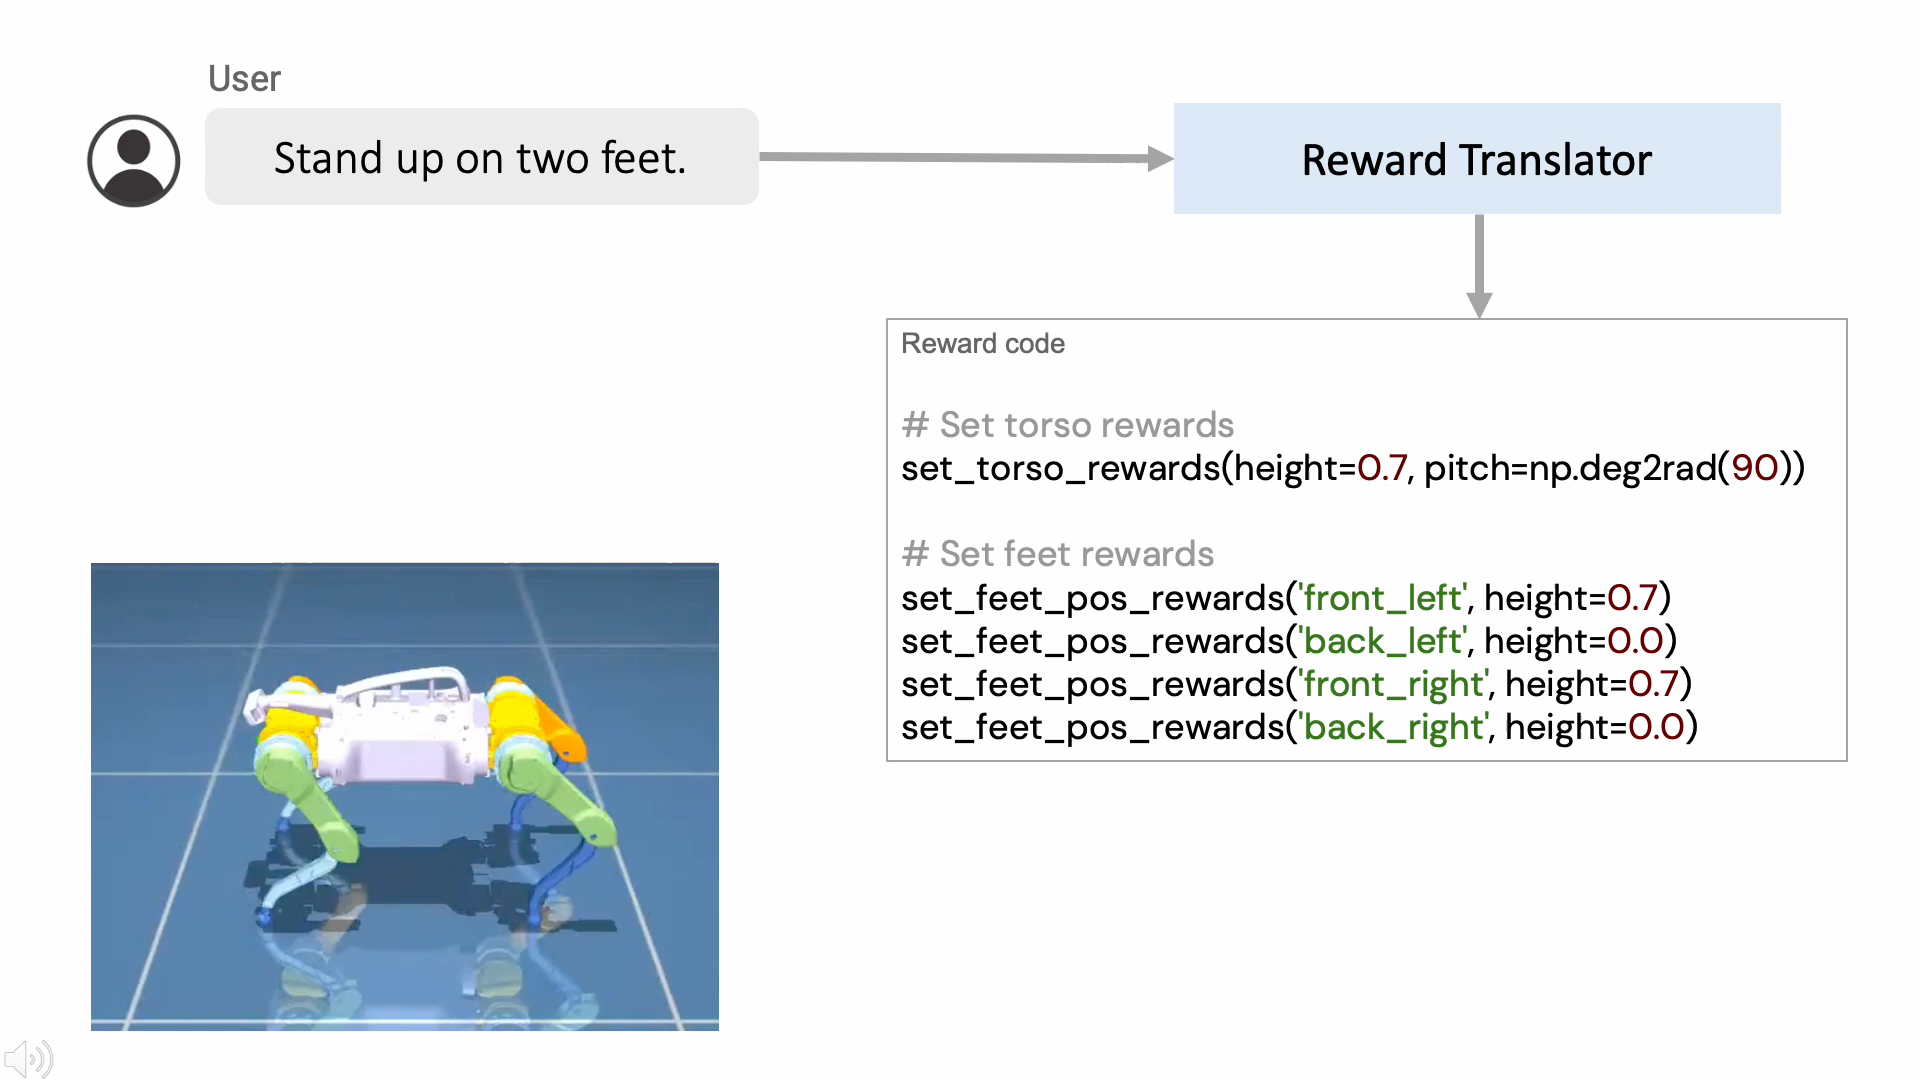 User
Stand up on two feet.
Reward Translator
Reward code
# Set torso rewards
set_torso_rewards(height=0.7, pitch=np.deg2rad(90))
# Set feet rewards
set_feet_pos_rewards('front_left', height=0.7)
set_feet_pos_rewards('back_left', height=0.0)
set_feet_pos_rewards('front_right', height=0.7)
set_feet_pos_rewards('back_right', height=0.0)